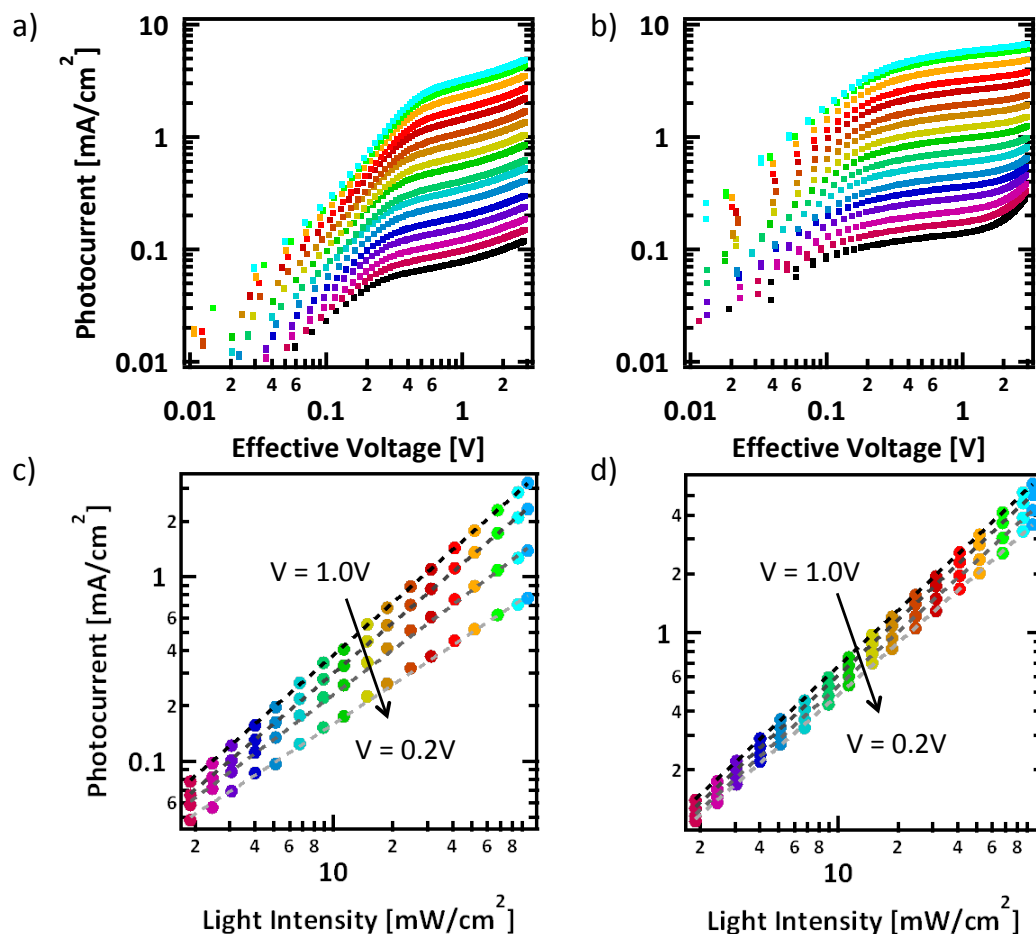 a)
Photocurrent [mA/cm2]
10
1
0.1
0.01
2 4 6 2 4 6 2
0.01 0.1 1
Effective Voltage [V]
b)
10
1
0.1
0.01
2 4 6 2 4 6 2
0.01 0.1 1
Effective Voltage [V]
c)
Photocurrent [mA/cm2]
2
1
6
4
2
0.1
6
V = 1.0V
V = 0.2V
2 4 6 8 2 4 6 8
10
Light Intensity [mW/cm2]
d)
4
2
1
6
4
2
V = 1.0V
V = 0.2V
2 4 6 8 2 4 6 8
10
Light Intensity [mW/cm2]